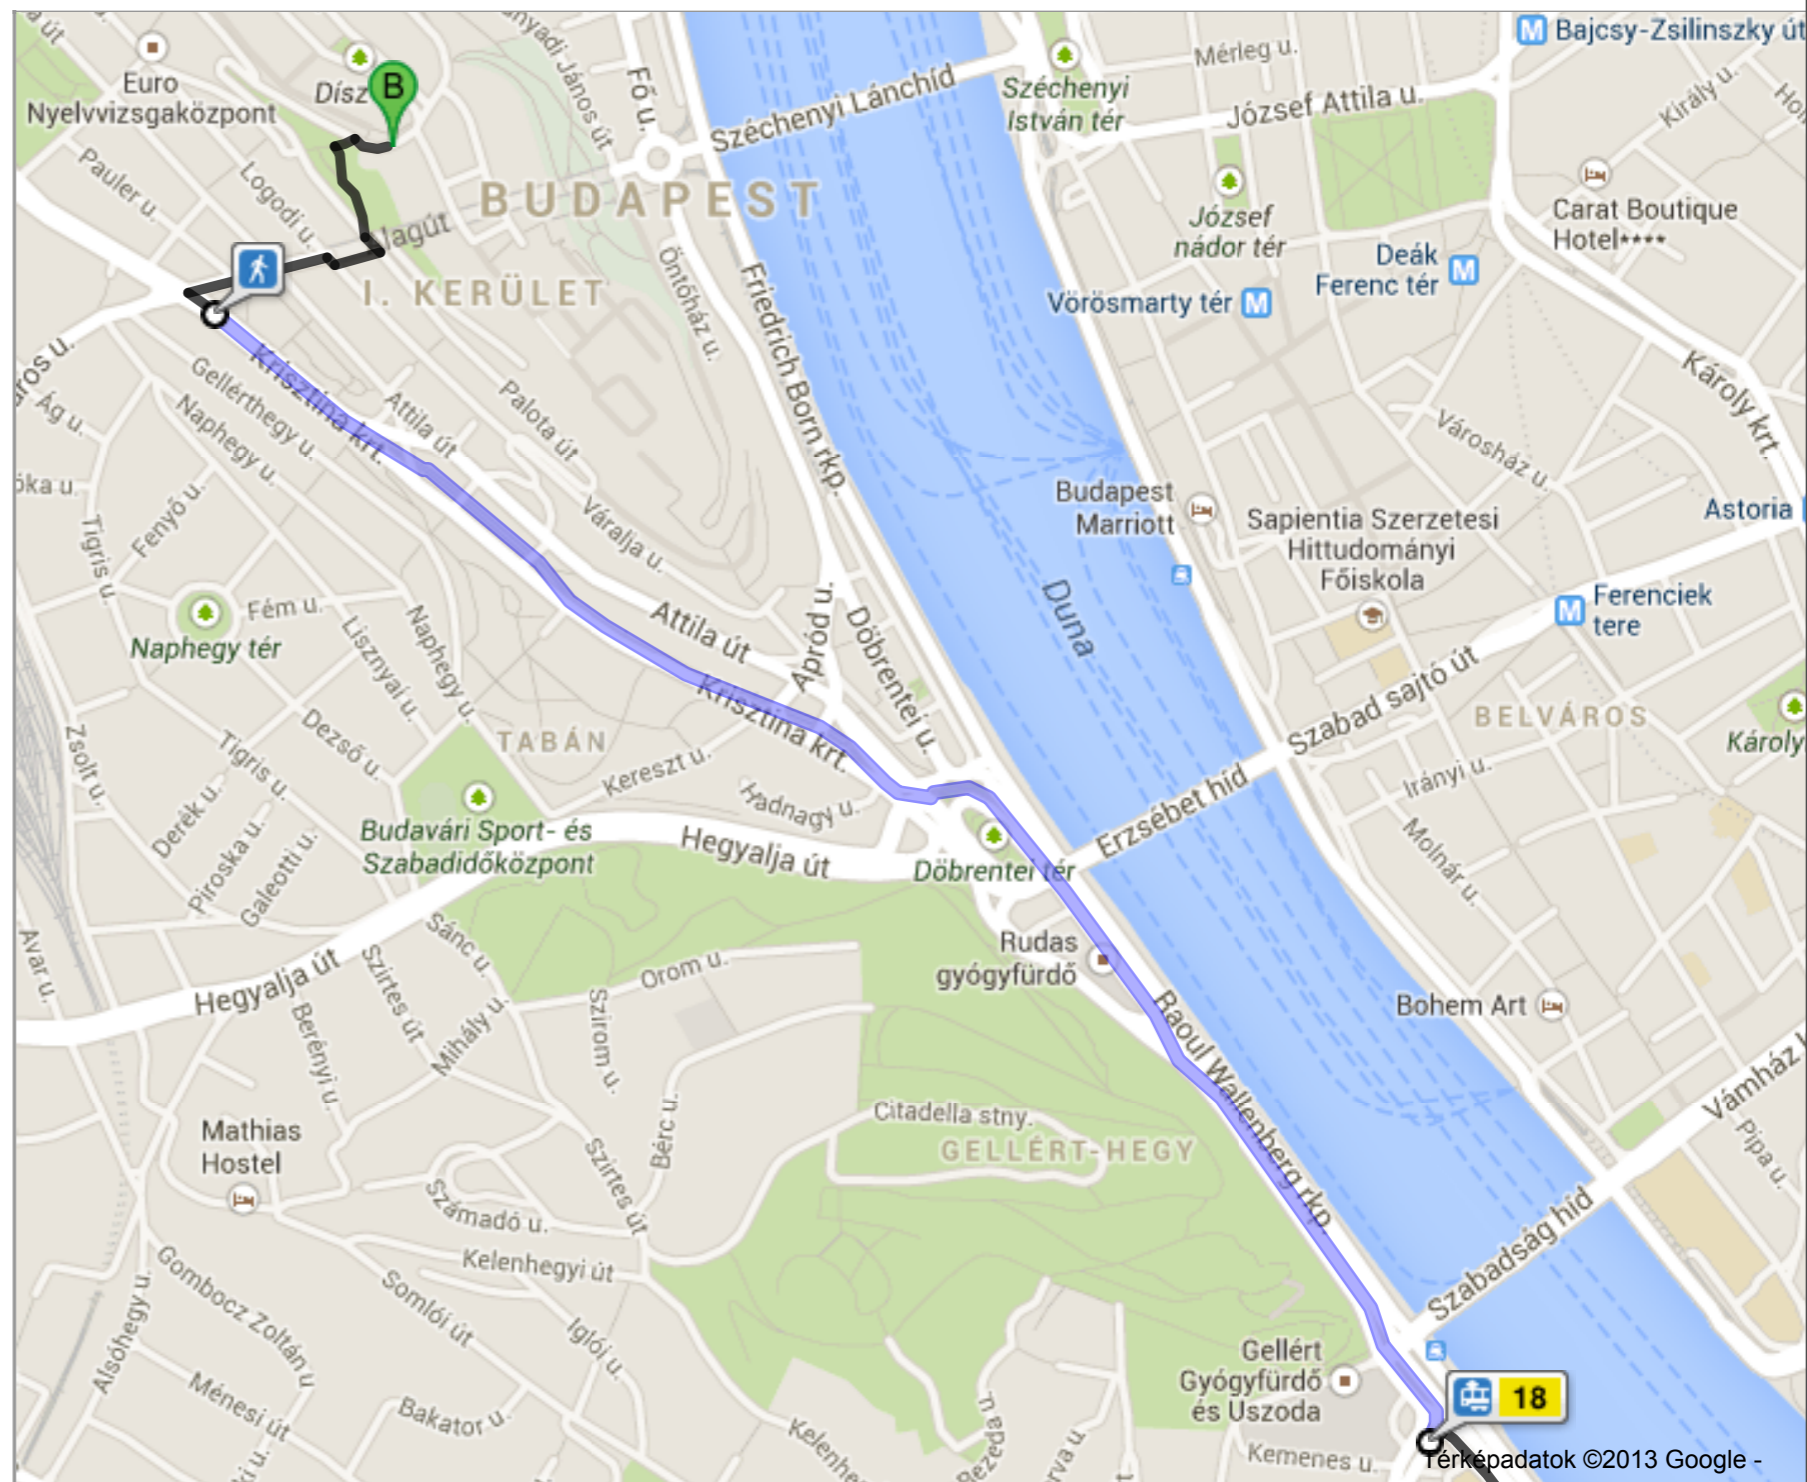 Bajcsy-Zsilinszky út
Mérleg u.
Király u.
Euro
Nyelvvizsgaközpont
Dísz
B
Fő u.
Széchenyi Lánchíd
Széchenyi
István tér
József Attila u.
Pauler u.
Logodi u.
BUDAPEST
József
nádor tér
Carat Boutique
Hotel****
Deák
Ferenc tér
Vörösmarty tér
I. KERÜLET
Öntőház u.
Friedrich Born rkp.
Károly krt.
Krisztina krt.
Gellérthegy u.
Naphegy u.
Attila út
Palota út
Ág u.
Városház u.
Astoria
Budapest
Marriott
Sapientia Szerzetesi
Hittudományi
Főiskola
Fenyő u.
Tigris u.
Váralja u.
Duna
Ferenciek
tere
Fém u.
Naphegy tér
Lisznyai u.
Naphegy u.
Attila út
Apród u.
Döbrentei u.
Szabad sajtó út
BELVÁROS
Károly
Krisztina krt.
TABÁN
Dezső u.
Tigris u.
Zsolt u.
Kereszt u.
Hadnagy u.
Irányi u.
Erzsébet híd
Derék u.
Piroska u.
Galeotti u.
Budavári Sport- és
Szabadidőközpont
Hegyalja út
Döbrentei tér
Molnár u.
Rudas
gyógyfürdő
Avar u.
Hegyalja út
Sánc u.
Szirtes út
Orom u.
Berényi u.
Mihály u.
Szirom u.
Raoul Wallenberg rkp.
Bohem Art
Vámház
Pipa u.
Mathias
Hostel
Bérc u.
Citadella stny.
GELLÉRT-HEGY
Szirtes út
Számadó u.
Kelenhegyi út
Szabadság híd
Gombocz Zoltán u
Somlói út
Iglói u.
Alsóhegy u.
Ménesi út
Bakator u.
Gellért
Gyógyfürdő
és Uszoda
18
Kemenes u.
Térképadatok ©2013 Google -